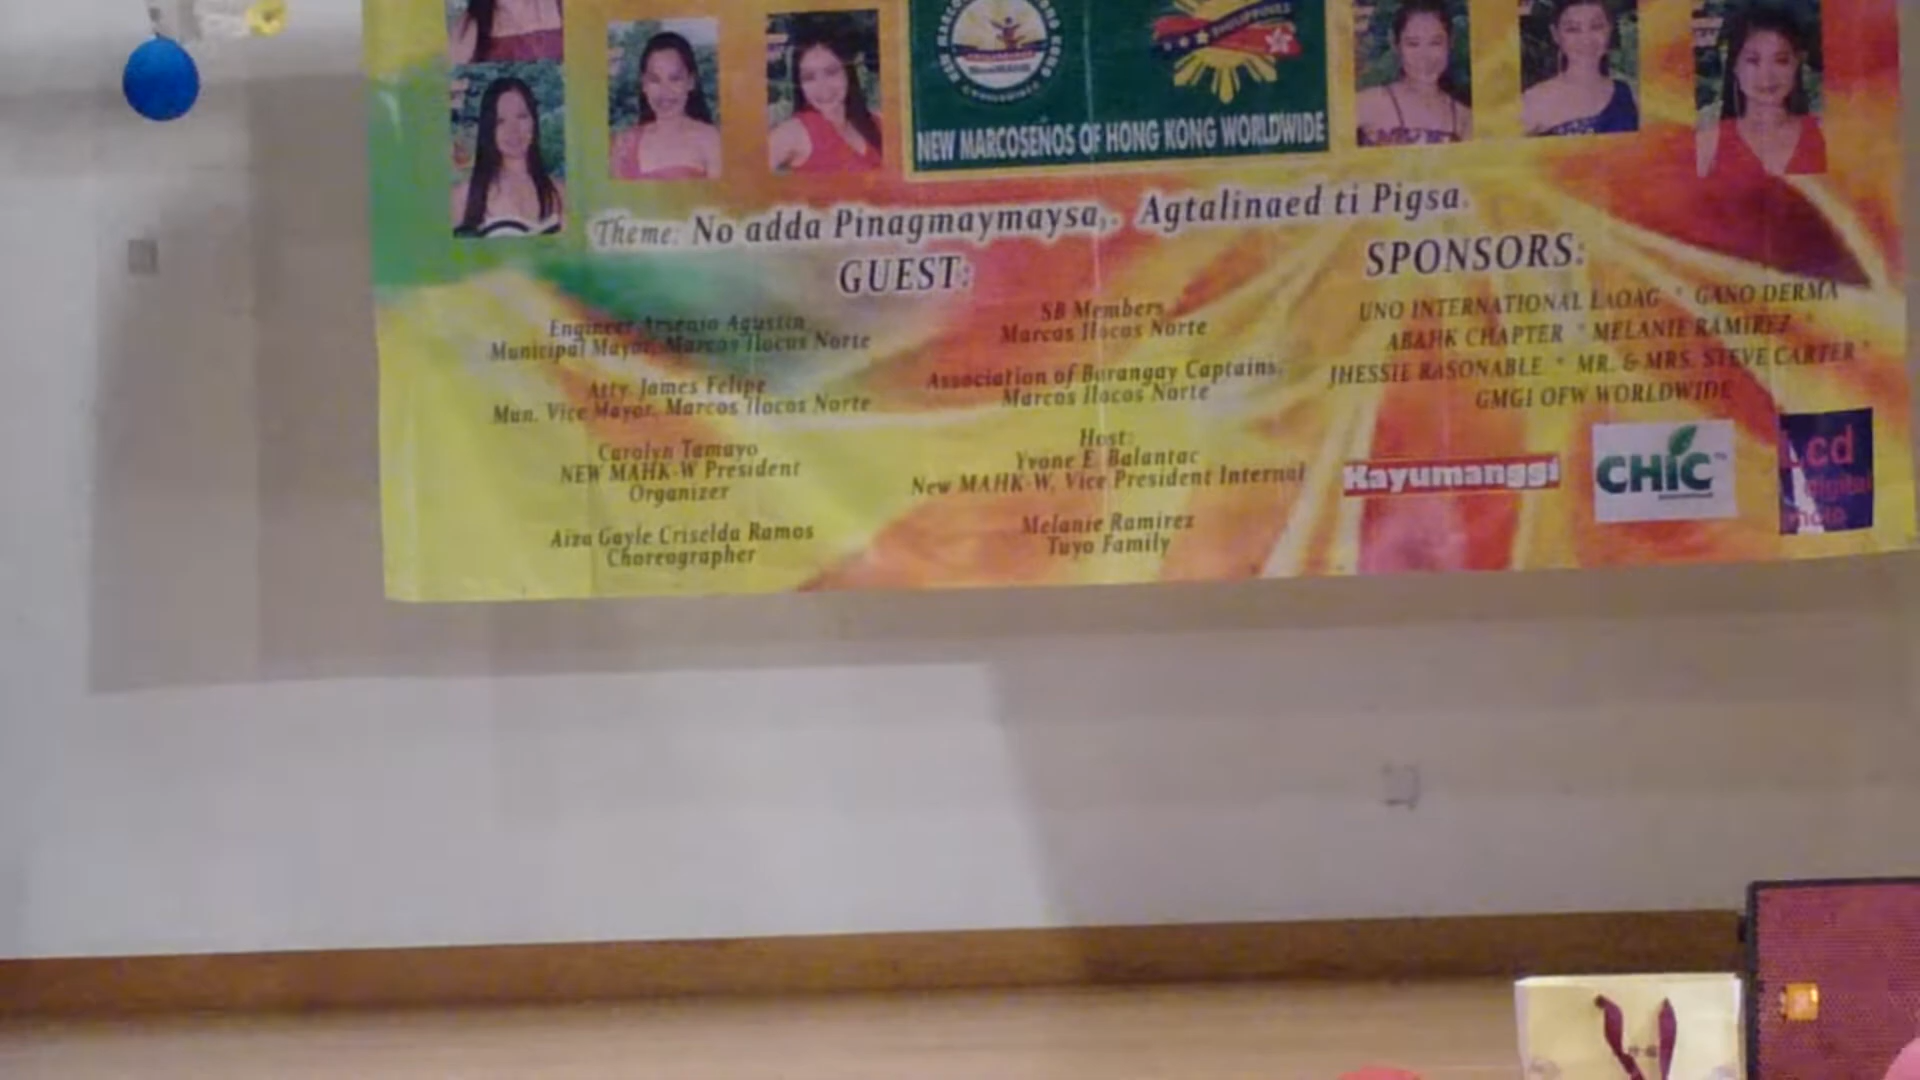 PHILIPPINES
NEW MARCOSEÑOS OF HONG KONG WORLDWIDE
Theme: No adda Pinagmaymaysa,. Agtalinaed ti Pigsa.
GUEST:
Engineer Arsenio Agustin
Municipal Mayor, Marcos Ilocos Norte
Atty. James Felipe
Mun. Vice Mayor, Marcos Ilocos Norte
Carolyn Tamayo
NEW MAHK-W President
Organizer
Aiza Gayle Criselda Ramos
Choreographer
SB Members
Marcos Ilocos Norte
Association of Barangay Captains,
Marcos Ilocos Norte
Host:
Yvone E. Balantac
New MAHK-W, Vice President Internal
Melanie Ramirez
Tuyo Family
SPONSORS:
UNO INTERNATIONAL LAOAG * GANO DERMA
ABAHK CHAPTER * MELANIE RAMIREZ *
JHESSIE RASONABLE * MR. & MRS. STEVE CARTER *
GMGI OFW WORLDWIDE
Kayumanggi
CHIC
cd
digital